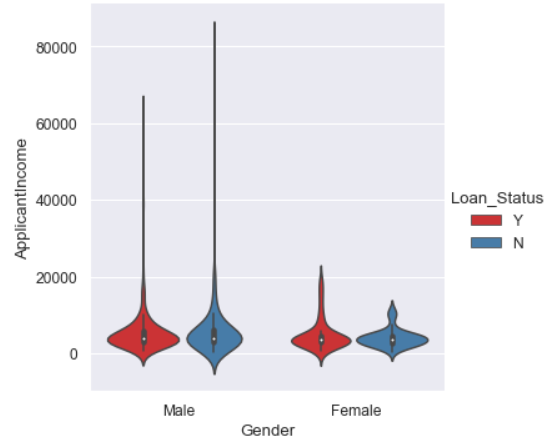 80000
60000
40000
20000
0
ApplicantIncome
Male
Female
Gender
Loan_Status
Y
N